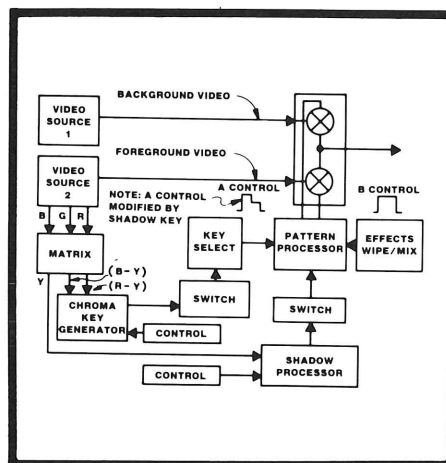 BACKGROUND VIDEO
VIDEO
SOURCE
1
FOREGROUND VIDEO
VIDEO
SOURCE
2
NOTE: A CONTROL
MODIFIED BY
SHADOW KEY
A CONTROL
B CONTROL
B G R
KEY
SELECT
PATTERN
PROCESSOR
EFFECTS
WIPE/MIX
MATRIX
Y
(B-Y)
(R-Y)
SWITCH
SWITCH
CHROMA
KEY
GENERATOR
CONTROL
SHADOW
PROCESSOR
CONTROL